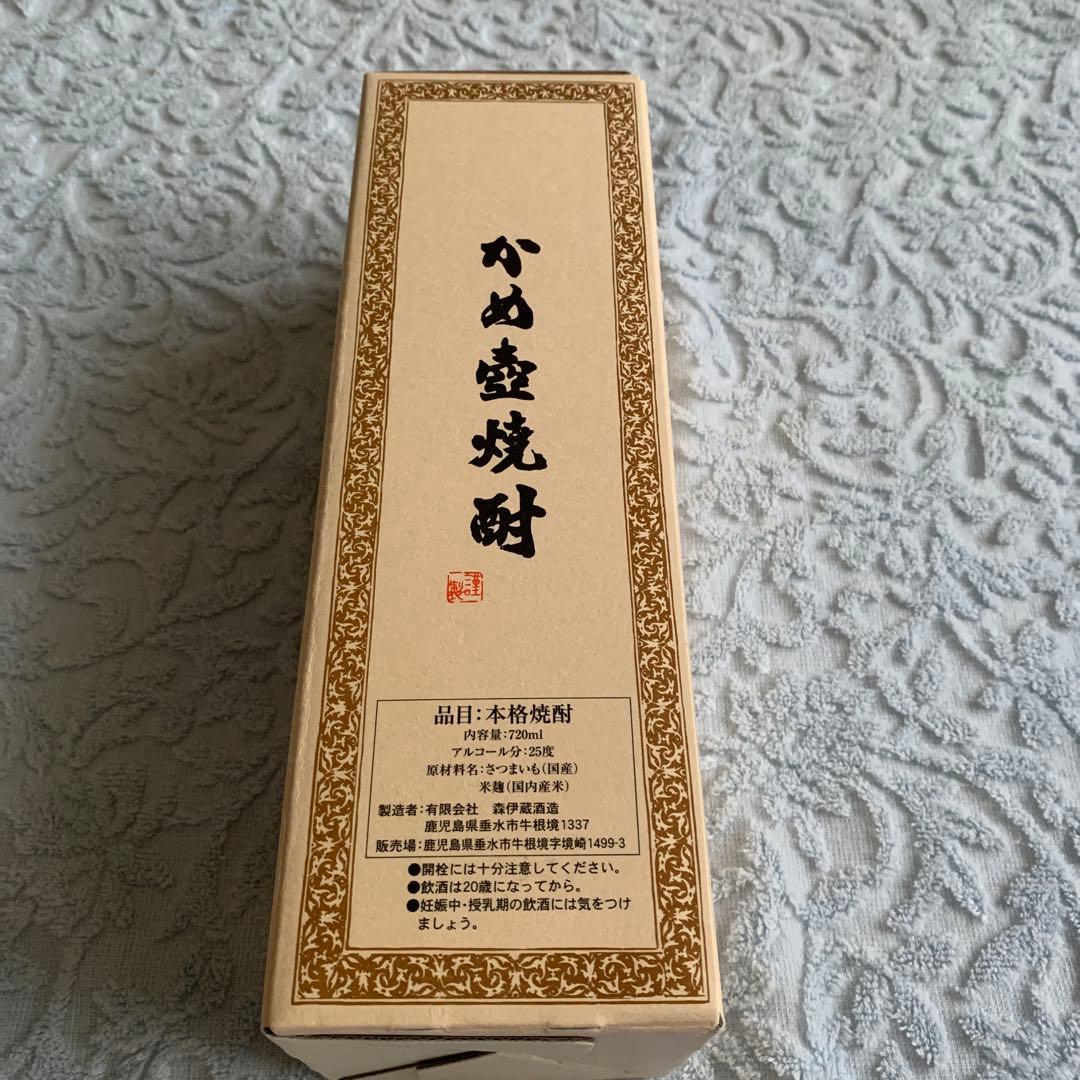 かめ壺焼酎
謹製
品目:本格焼酎
内容量:720ml
アルコール分:25度
原材料名:さつまいも(国産)
米麹(国内産米)
製造者:有限会社 森伊蔵酒造
鹿児島県垂水市牛根境1337
販売場:鹿児島県垂水市牛根境字境崎1499-3
●開栓には十分注意してください。
●飲酒は20歳になってから。
●妊娠中・授乳期の飲酒には気をつけ
ましょう。